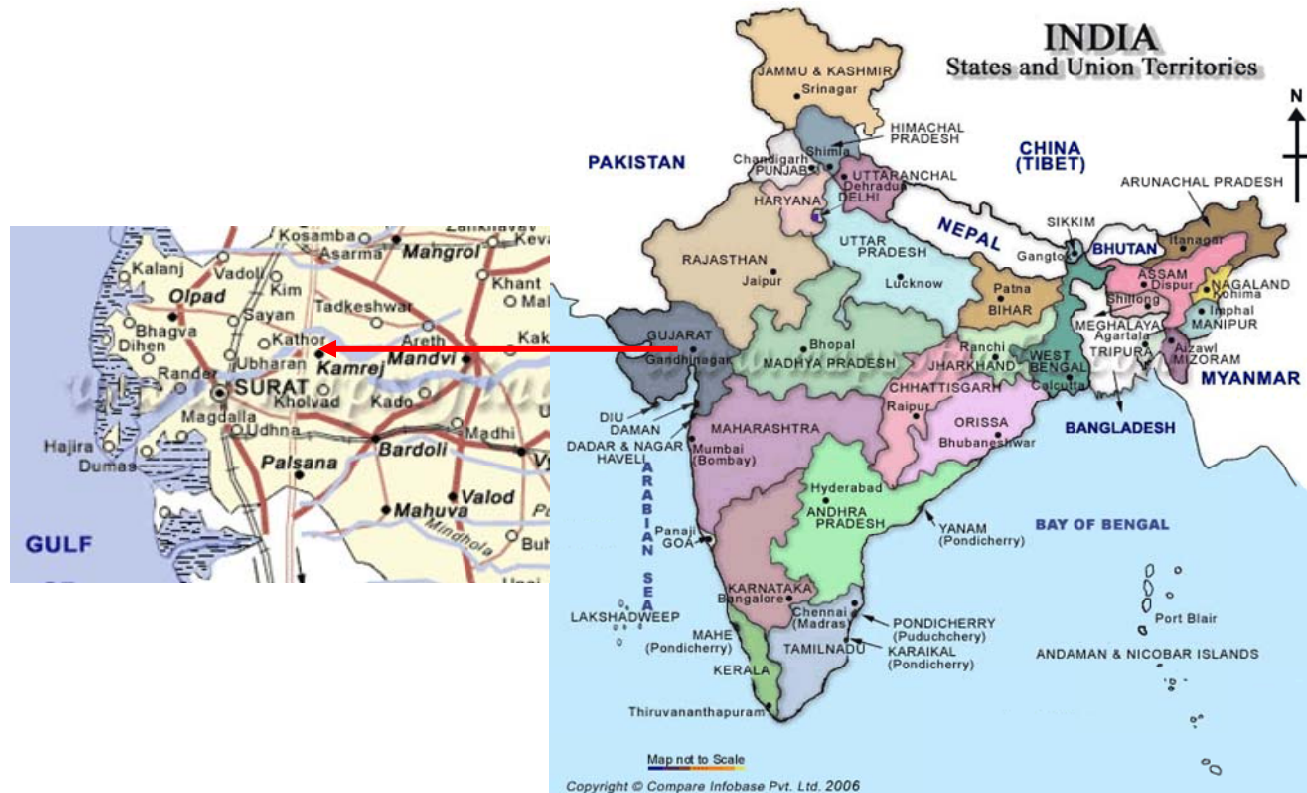 Kosamba
Zankhavav
Keva
Asarma
Mangrol
Kalanj
Vadoli
Kim
Khant
Olpad
Tadkeshwar
Sayan
Bhagva
Kathor
Areth
Dihen
Ubharan
Kamrej
Mandvi
Rander
SURAT
Kholvad
Kado
Magdalla
Udhna
Madhi
Hajira
Bardoli
Dumas
Palsana
Valod
Mahuva
Mindhola
GULF
INDIA
States and Union Territories
N
JAMMU & KASHMIR
Srinagar
HIMACHAL
PRADESH
Shimla
PAKISTAN
CHINA
(TIBET)
Chandigarh
PUNJAB
UTTARANCHAL
Dehradun
ARUNACHAL PRADESH
HARYANA
DELHI
NEPAL
SIKKIM
Gangtok
BHUTAN
Itanagar
UTTAR
PRADESH
RAJASTHAN
Jaipur
Lucknow
ASSAM
Dispur
NAGALAND
Kohima
Patna
BIHAR
Shillong
MEGHALAYA
Imphal
MANIPUR
GUJARAT
Gandhinagar
Bhopal
MADHYA PRADESH
Ranchi
JHARKHAND
WEST
BENGAL
Calcutta
Agartala
TRIPURA
Aizawl
MIZORAM
MYANMAR
CHHATTISGARH
Raipur
DIU
DAMAN
DADAR & NAGAR
HAVELI
MAHARASHTRA
Mumbai
(Bombay)
ORISSA
Bhubaneshwar
BANGLADESH
ARABIAN SEA
Hyderabad
ANDHRA
PRADESH
YANAM
(Pondicherry)
BAY OF BENGAL
Panaji
GOA
KARNATAKA
Bangalore
LAKSHADWEEP
Chennai
(Madras)
PONDICHERRY
(Puduchchery)
Port Blair
MAHE
(Pondicherry)
TAMILNADU
KARAIKAL
(Pondicherry)
KERALA
ANDAMAN & NICOBAR ISLANDS
Thiruvananthapuram
Map not to Scale
Copyright © Compare Infobase Pvt. Ltd. 2006